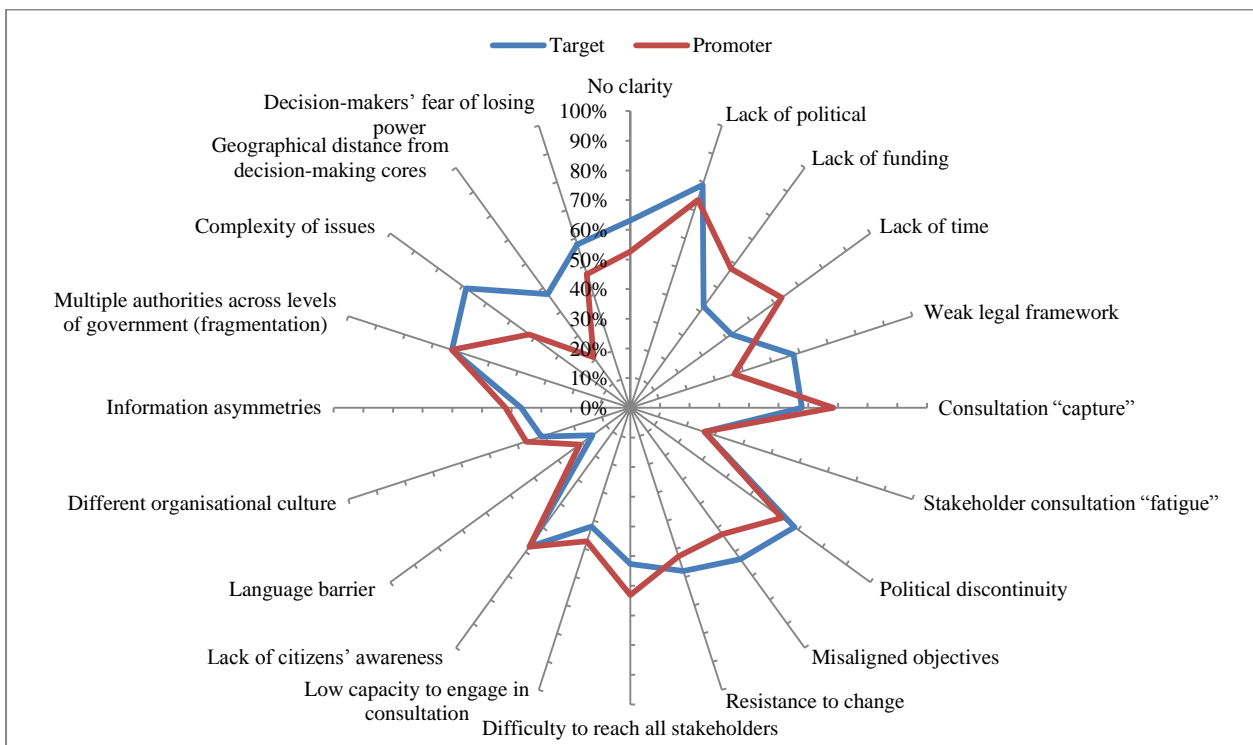 Target Promoter
No clarity
100%
90%
80%
70%
60%
50%
40%
30%
20%
10%
0%
Lack of political
Lack of funding
Lack of time
Weak legal framework
Consultation “capture”
Stakeholder consultation “fatigue”
Political discontinuity
Misaligned objectives
Resistance to change
Difficulty to reach all stakeholders
Low capacity to engage in
consultation
Lack of citizens’ awareness
Language barrier
Different organisational culture
Information asymmetries
Multiple authorities across levels
of government (fragmentation)
Complexity of issues
Geographical distance from
decision-making cores
Decision-makers’ fear of losing
power